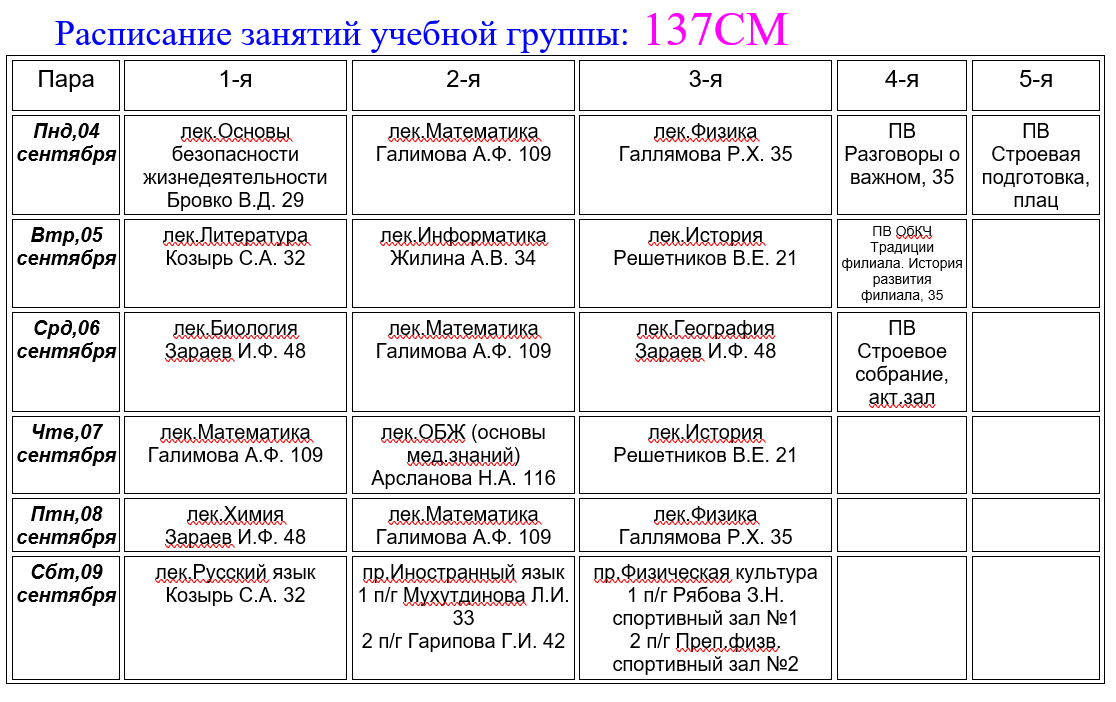 Расписание занятий учебной группы: 137СМ
Пара
1-я
2-я
3-я
4-я
5-я
Пнд,04
сентября
лек.Основы
безопасности
жизнедеятельности
Бровко В.Д. 29
лек.Математика
Галимова А.Ф. 109
лек.Физика
Галлямова Р.Х. 35
ПВ
Разговоры о
важном, 35
ПВ
Строевая
подготовка,
плац
Втр,05
сентября
лек.Литература
Козырь С.А. 32
лек.Информатика
Жилина А.В. 34
лек.История
Решетников В.Е. 21
ПВ ОбКЧ
Традиции
филиала. История
развития
филиала, 35
Срд,06
сентября
лек.Биология
Зараев И.Ф. 48
лек.Математика
Галимова А.Ф. 109
лек.География
Зараев И.Ф. 48
ПВ
Строевое
собрание,
акт.зал
Чтв,07
сентября
лек.Математика
Галимова А.Ф. 109
лек.ОБЖ (основы
мед.знаний)
Арсланова Н.А. 116
лек.История
Решетников В.Е. 21
Птн,08
сентября
лек.Химия
Зараев И.Ф. 48
лек.Математика
Галимова А.Ф. 109
лек.Физика
Галлямова Р.Х. 35
Сбт,09
сентября
лек.Русский язык
Козырь С.А. 32
пр.Иностранный язык
1 п/г Мухутдинова Л.И.
33
2 п/г Гарипова Г.И. 42
пр.Физическая культура
1 п/г Рябова З.Н.
спортивный зал №1
2 п/г Преп.физв.
спортивный зал №2